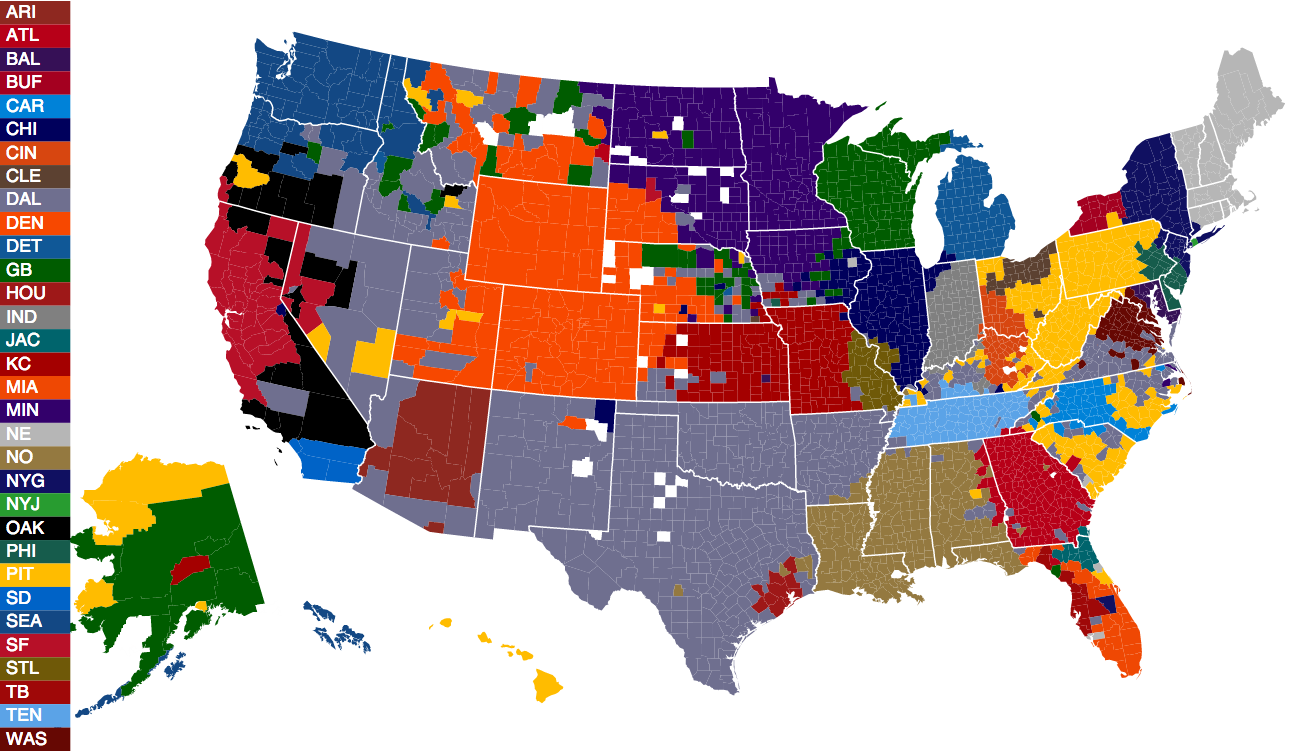 ARI
ATL
BAL
BUF
CAR
CHI
CIN
CLE
DAL
DEN
DET
GB
HOU
IND
JAC
KC
MIA
MIN
NE
NO
NYG
NYJ
OAK
PHI
PIT
SD
SEA
SF
STL
TB
TEN
WAS